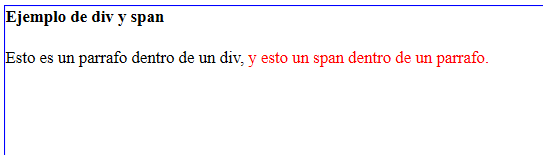 Ejemplo de div y span
Esto es un parrafo dentro de un div, y esto un span dentro de un parrafo.